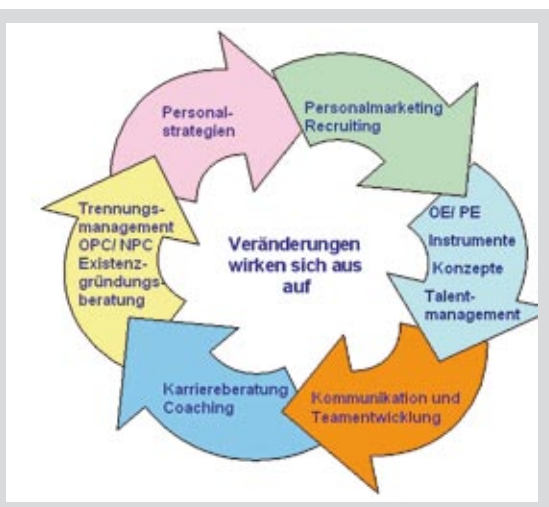 Personal-
strategien
Personalmarketing
Recruiting
OE/ PE
Instrumente
Konzepte
Talent-
management
Kommunikation und
Teamentwicklung
Karriereberatung
Coaching
Trennungs-
management
OPC/ NPC
Existenz-
gründungs-
beratung
Veränderungen
wirken sich aus
auf